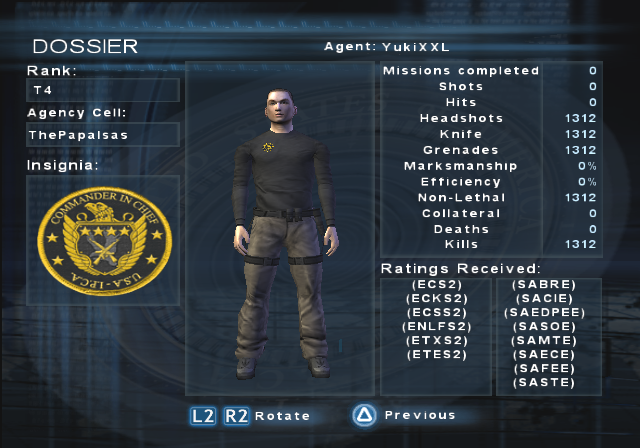 DOSSIER
Agent: YukiXXL
Rank:
T4
Agency Cell:
ThePapaIsas
Insignia:
COMMANDER IN CHIEF
USA-IPCA
Missions completed 0
Shots 0
Hits 0
Headshots 1312
Knife 1312
Grenades 1312
Marksmanship 0%
Efficiency 0%
Non-Lethal 1312
Collateral 0
Deaths 0
Kills 1312
Ratings Received:
(ECS2) (SABRE)
(ECKS2) (SACIE)
(ECSS2) (SAEDPEE)
(ENLFS2) (SASOE)
(ETXS2) (SAMTE)
(ETES2) (SAECE)
(SAFEE)
(SASTE)
L2 R2 Rotate Previous